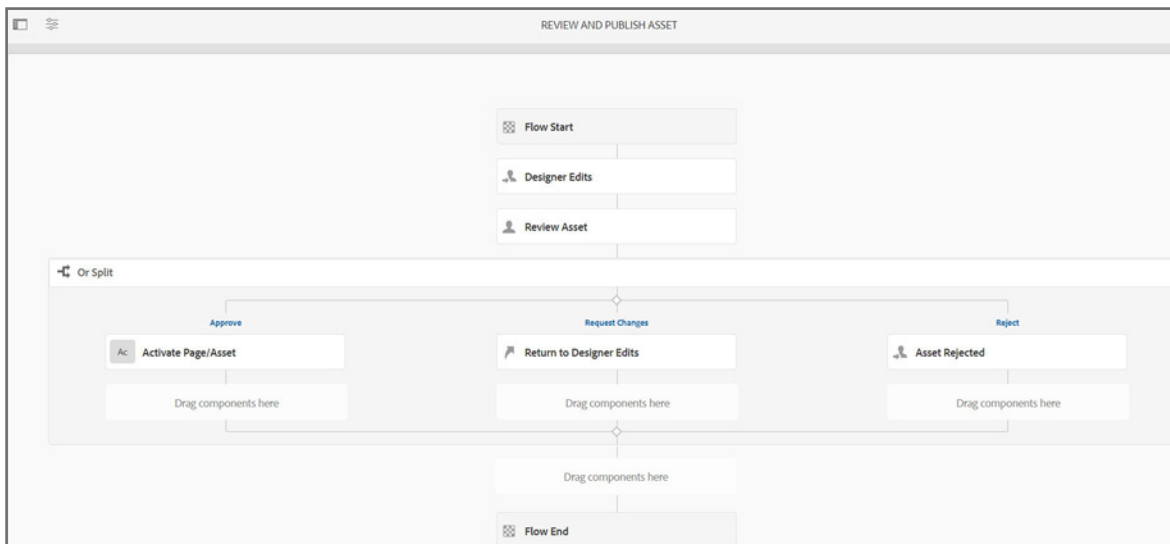 REVIEW AND PUBLISH ASSET
Flow Start
Designer Edits
Review Asset
Or Split
Approve
Request Changes
Reject
Ac
Activate Page/Asset
Return to Designer Edits
Asset Rejected
Drag components here
Drag components here
Drag components here
Drag components here
Flow End